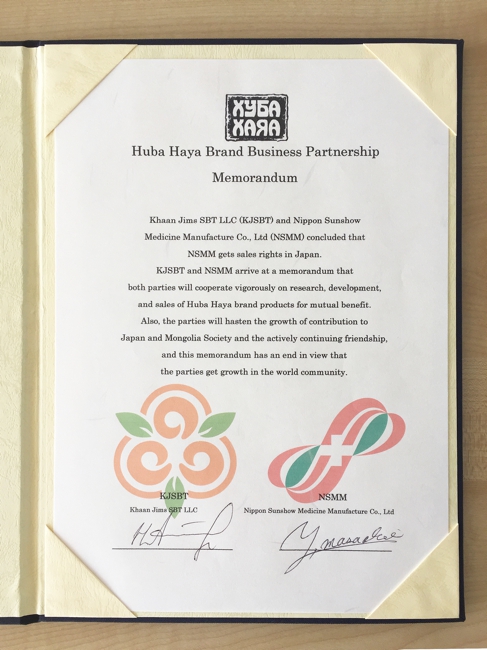 ХУБА
ХАЯА
Huba Haya Brand Business Partnership
Memorandum
Khaan Jims SBT LLC (KJSBT) and Nippon Sunshow
Medicine Manufacture Co., Ltd (NSMM) concluded that
NSMM gets sales rights in Japan.
KJSBT and NSMM arrive at a memorandum that
both parties will cooperate vigorously on research, development,
and sales of Huba Haya brand products for mutual benefit.
Also, the parties will hasten the growth of contribution to
Japan and Mongolia Society and the actively continuing friendship,
and this memorandum has an end in view that
the parties get growth in the world community.
KJSBT NSMM
Khaan Jims SBT LLC Nippon Sunshow Medicine Manufacture Co., Ltd